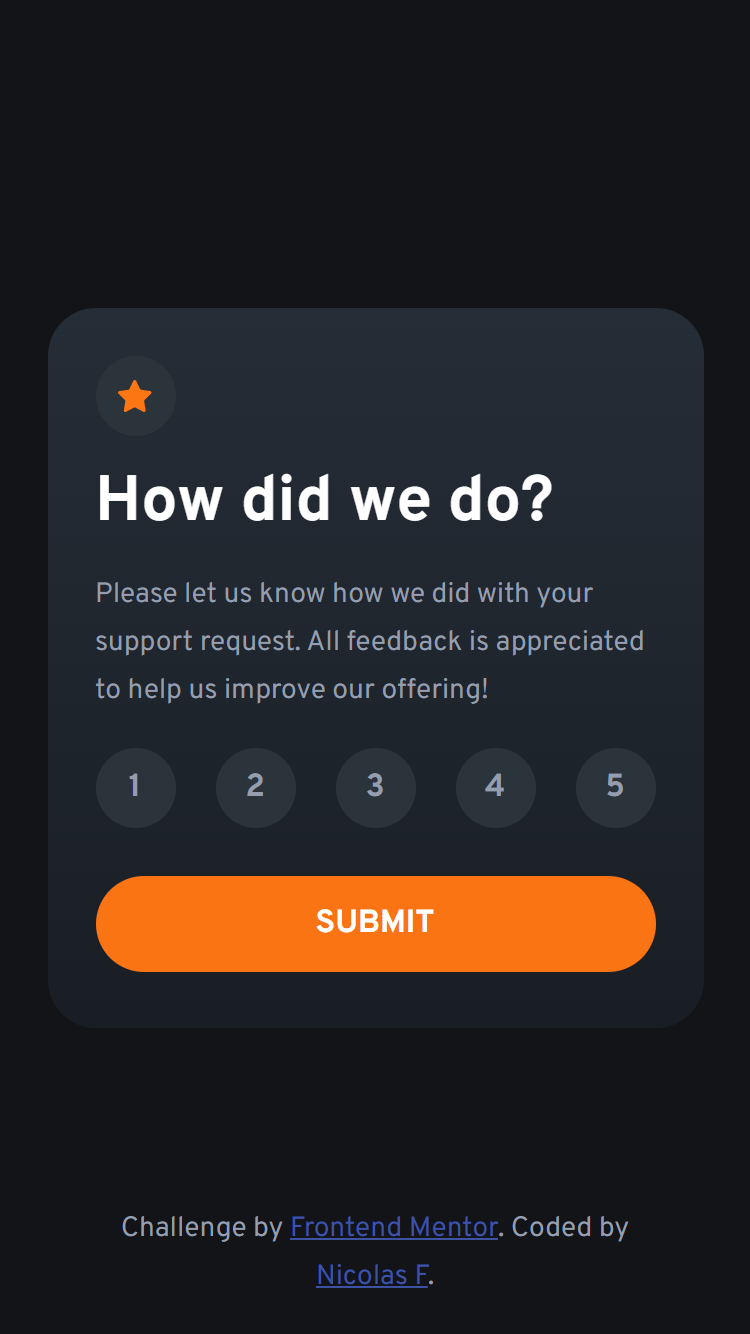 How did we do?
Please let us know how we did with your
support request. All feedback is appreciated
to help us improve our offering!
1 2 3 4 5
SUBMIT
Challenge by Frontend Mentor. Coded by
Nicolas F.